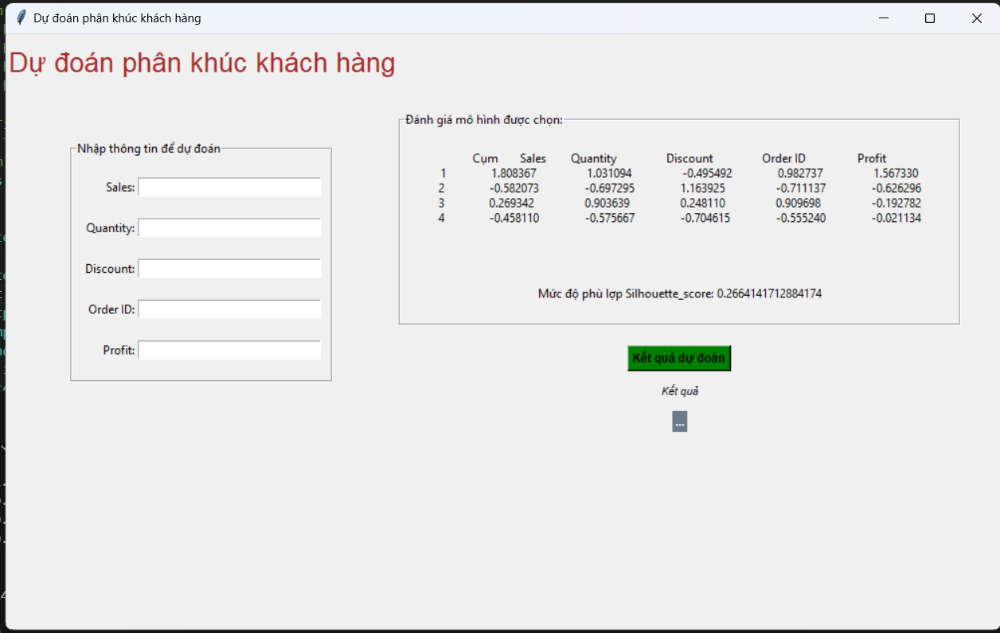 Dự đoán phân khúc khách hàng
Dự đoán phân khúc khách hàng
Nhập thông tin để dự đoán
Sales:
Quantity:
Discount:
Order ID:
Profit:
Đánh giá mô hình được chọn:
Cụm Sales Quantity Discount Order ID Profit
1 1.808367 1.031094 -0.495492 0.982737 1.567330
2 -0.582073 -0.697295 1.163925 -0.711137 -0.626296
3 0.269342 0.903639 0.248110 0.909698 -0.192782
4 -0.458110 -0.575667 -0.704615 -0.555240 -0.021134
Mức độ phù lợp Silhouette_score: 0.2664141712884174
Kết quả dự đoán
Kết quả
...